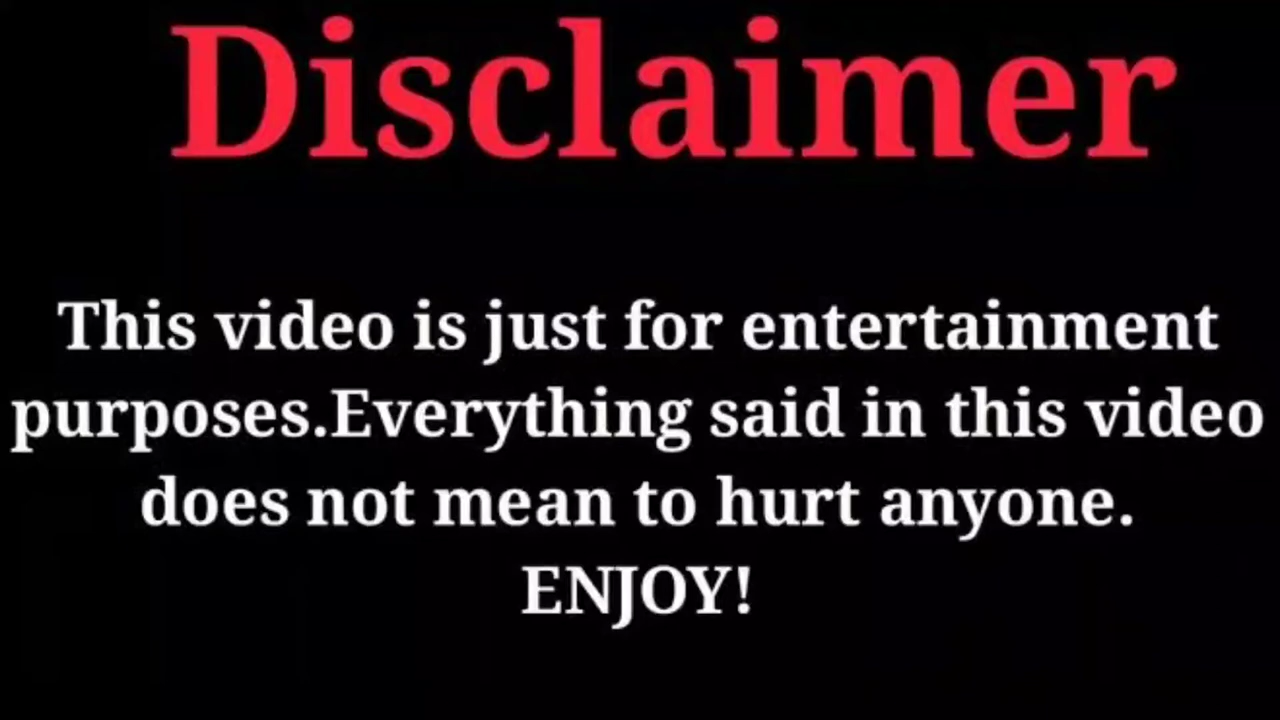 Disclaimer
This video is just for entertainment
purposes.Everything said in this video
does not mean to hurt anyone.
ENJOY!